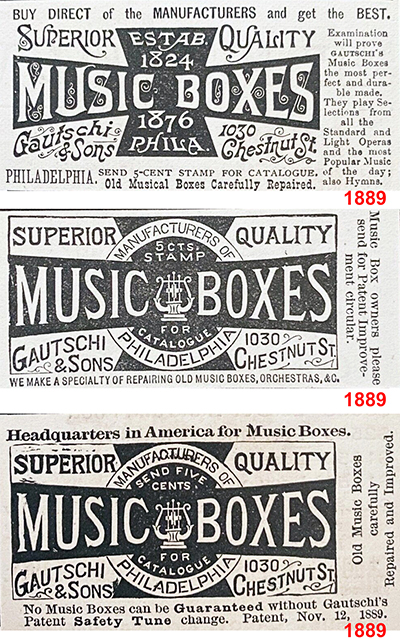 BUY DIRECT of the MANUFACTURERS and get the BEST.
SUPERIOR ESTAB QUALITY
1824
MUSIC BOXES
1876
Gautschi & Sons PHILA. 1030 Chestnut St.
PHILADELPHIA. SEND 5-CENT STAMP FOR CATALOGUE.
Old Musical Boxes Carefully Repaired.
Examination
will prove
GAUTSCHI'S
Music Boxes
the most per-
fect and dura-
ble made.
They play Se-
lections from
all the
Standard and
Light Operas
and the most
Popular Music
of the day;
also Hymns.
1889
SUPERIOR QUALITY
MANUFACTURERS OF
5 CTS.
STAMP
MUSIC BOXES
FOR
CATALOGUE
PHILADELPHIA
GAUTSCHI & SONS
1030 CHESTNUT ST.
WE MAKE A SPECIALTY OF REPAIRING OLD MUSIC BOXES, ORCHESTRAS, &C.
Music Box owners please
send for Patent Improve-
ment circular.
1889
Headquarters in America for Music Boxes.
SUPERIOR QUALITY
MANUFACTURERS OF
SEND FIVE
CENTS
MUSIC BOXES
FOR
CATALOGUE
PHILADELPHIA
GAUTSCHI & SONS
1030 CHESTNUT ST.
Old Music Boxes
carefully
Repaired and Improved.
No Music Boxes can be Guaranteed without Gautschi's
Patent Safety Tune change. Patent, Nov. 12, 1889.
1889